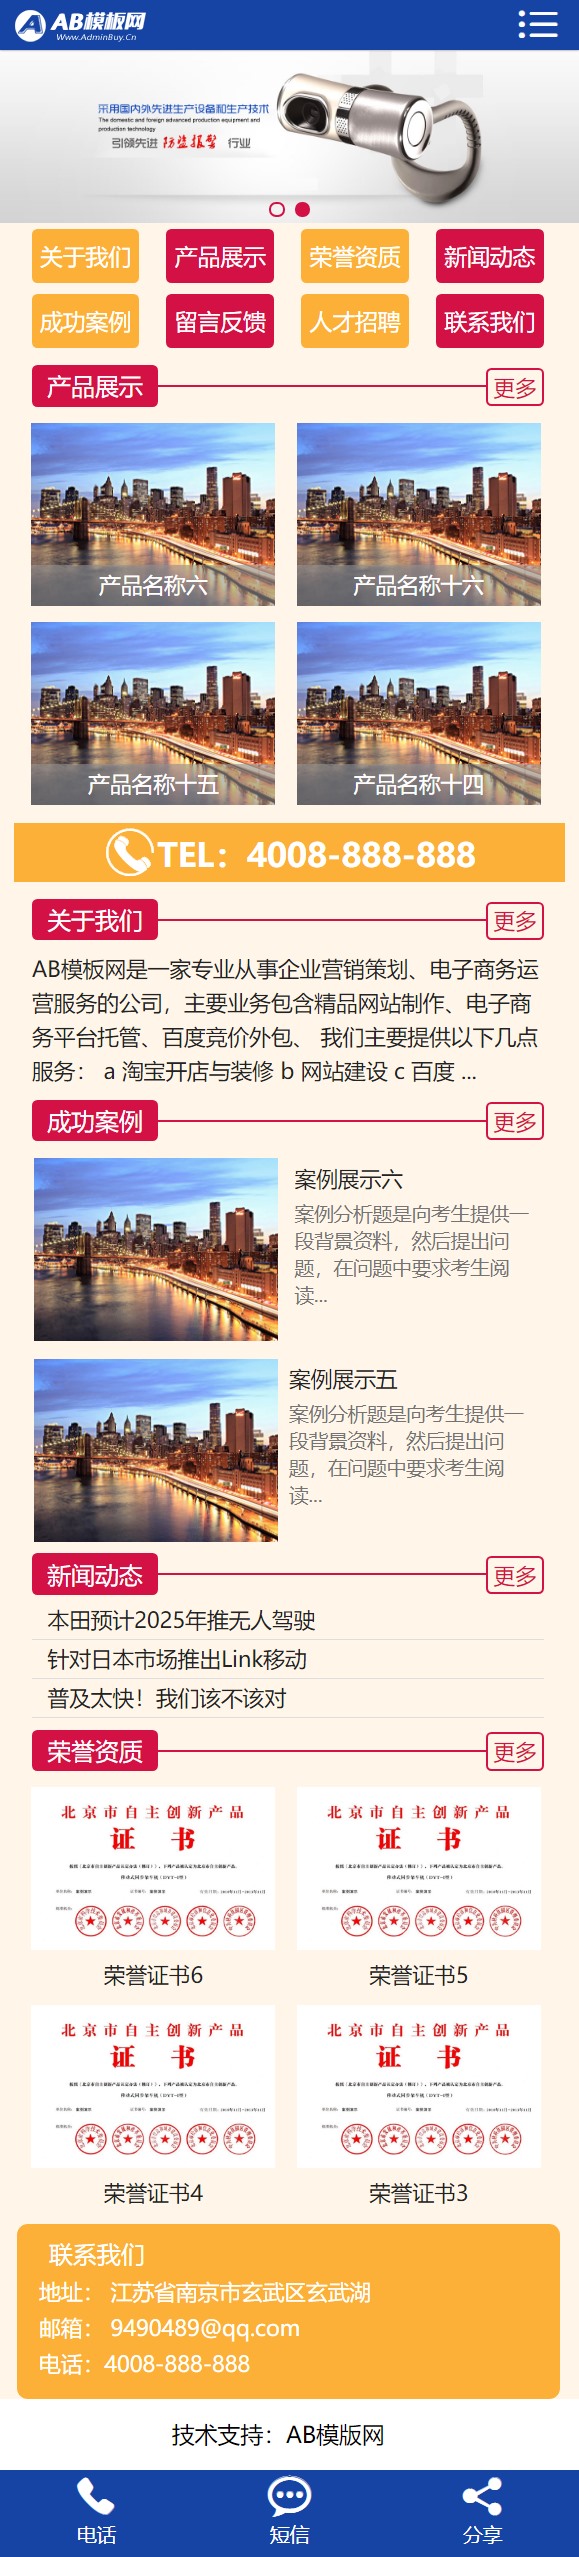 AB模板网
Www.AdminBuy.Cn
采用国内外先进生产设备和生产技术
The domestic and foreign advanced production equipment and
production technology
引领先进 防盗报警 行业
关于我们 产品展示 荣誉资质 新闻动态
成功案例 留言反馈 人才招聘 联系我们
产品展示 更多
产品名称六 产品名称十六
产品名称十五 产品名称十四
TEL：4008-888-888
关于我们 更多
AB模板网是一家专业从事企业营销策划、电子商务运
营服务的公司，主要业务包含精品网站制作、电子商
务平台托管、百度竞价外包、 我们主要提供以下几点
服务： a 淘宝开店与装修 b 网站建设 c 百度 ...
成功案例 更多
案例展示六
案例分析题是向考生提供一
段背景资料，然后提出问
题，在问题中要求考生阅
读...
案例展示五
案例分析题是向考生提供一
段背景资料，然后提出问
题，在问题中要求考生阅
读...
新闻动态 更多
本田预计2025年推无人驾驶
针对日本市场推出Link移动
普及太快！我们该不该对
荣誉资质 更多
北京市自主创新产品 北京市自主创新产品
证 书 证 书
荣誉证书6 荣誉证书5
北京市自主创新产品 北京市自主创新产品
证 书 证 书
荣誉证书4 荣誉证书3
联系我们
地址： 江苏省南京市玄武区玄武湖
邮箱： 9490489@qq.com
电话：4008-888-888
技术支持：AB模版网
电话 短信 分享